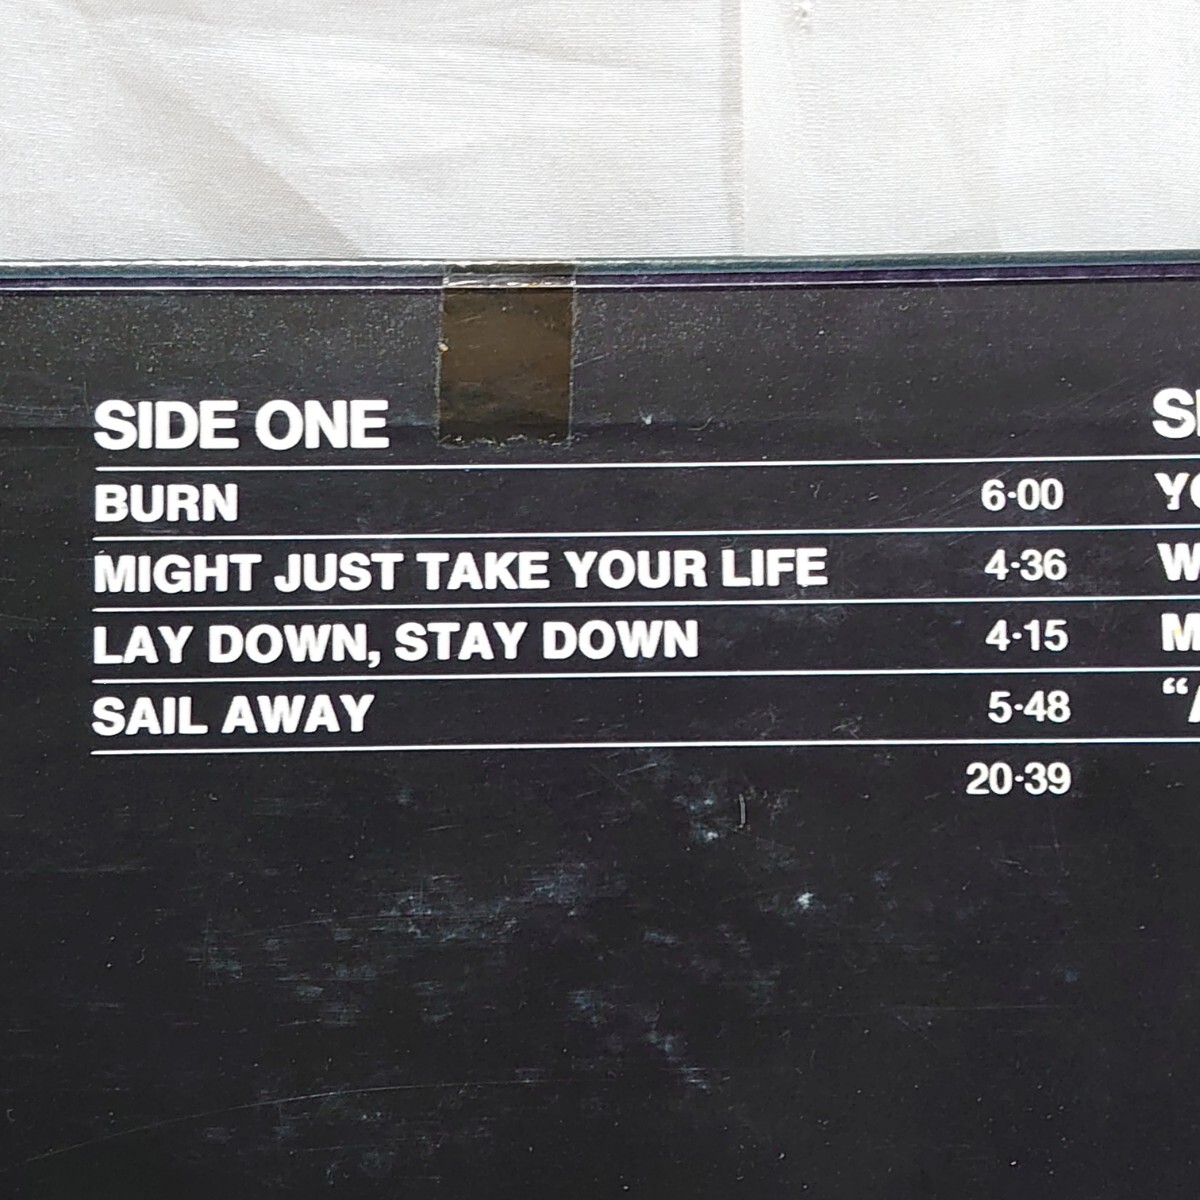 SIDE ONE
BURN 6·00
MIGHT JUST TAKE YOUR LIFE 4·36
LAY DOWN, STAY DOWN 4·15
SAIL AWAY 5·48
20·39